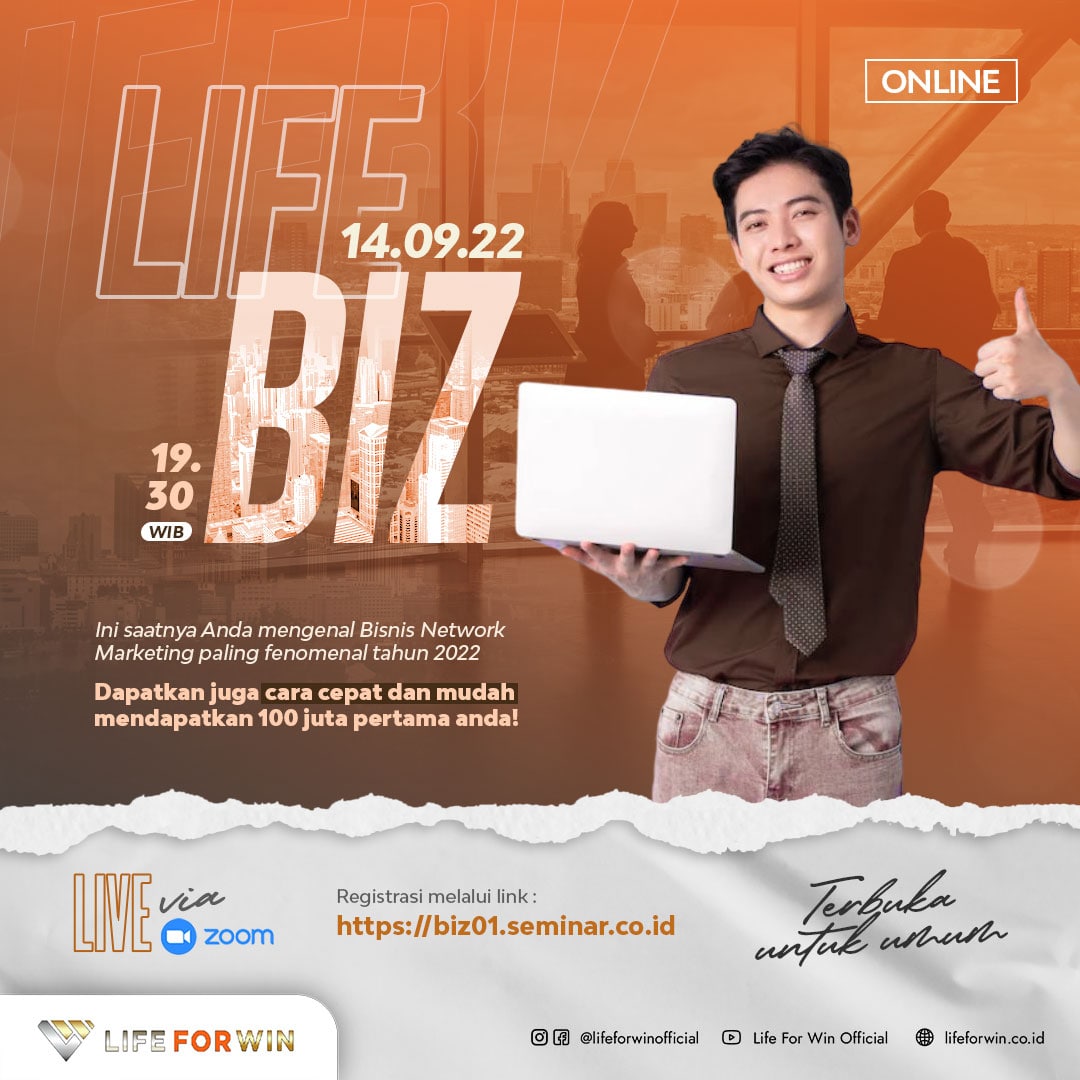 ONLINE
LIFE
14.09.22
BIZ
19.
30
WIB
Ini saatnya Anda mengenal Bisnis Network
Marketing paling fenomenal tahun 2022
Dapatkan juga cara cepat dan mudah
mendapatkan 100 juta pertama anda!
LIVE via
zoom
Registrasi melalui link :
https://biz01.seminar.co.id
Terbuka
untuk umum
LIFE FOR WIN
@lifeforwinofficial Life For Win Official lifeforwin.co.id